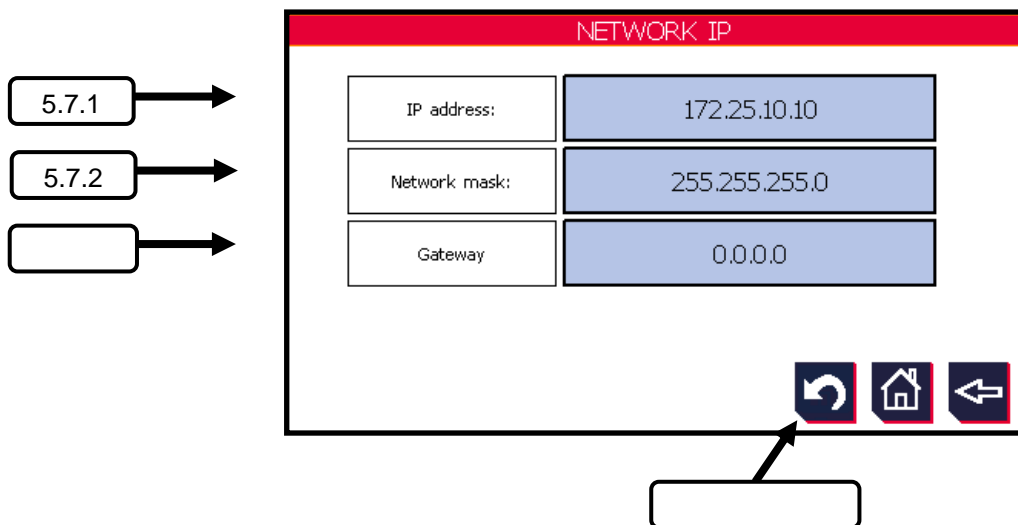 NETWORK IP
5.7.1
IP address:
172.25.10.10
5.7.2
Network mask:
255.255.255.0
Gateway
0.0.0.0